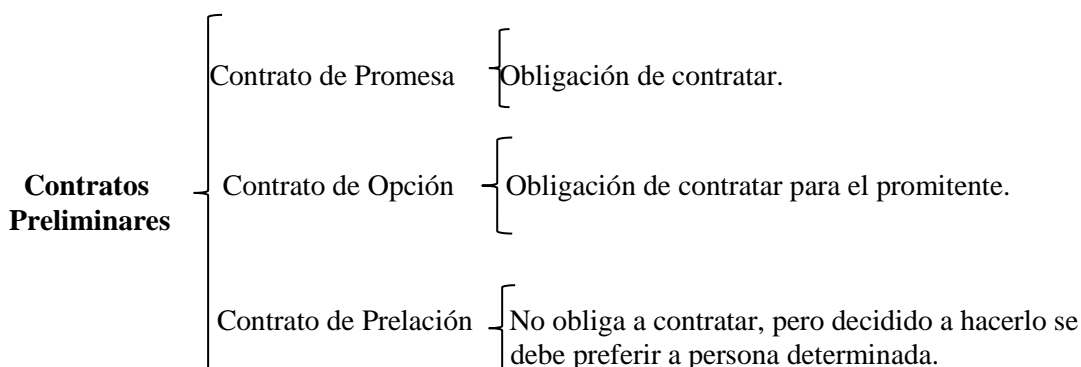 Contrato de Promesa
Obligación de contratar.
Contratos
Preliminares
Contrato de Opción
Obligación de contratar para el promitente.
Contrato de Prelación
No obliga a contratar, pero decidido a hacerlo se
debe preferir a persona determinada.